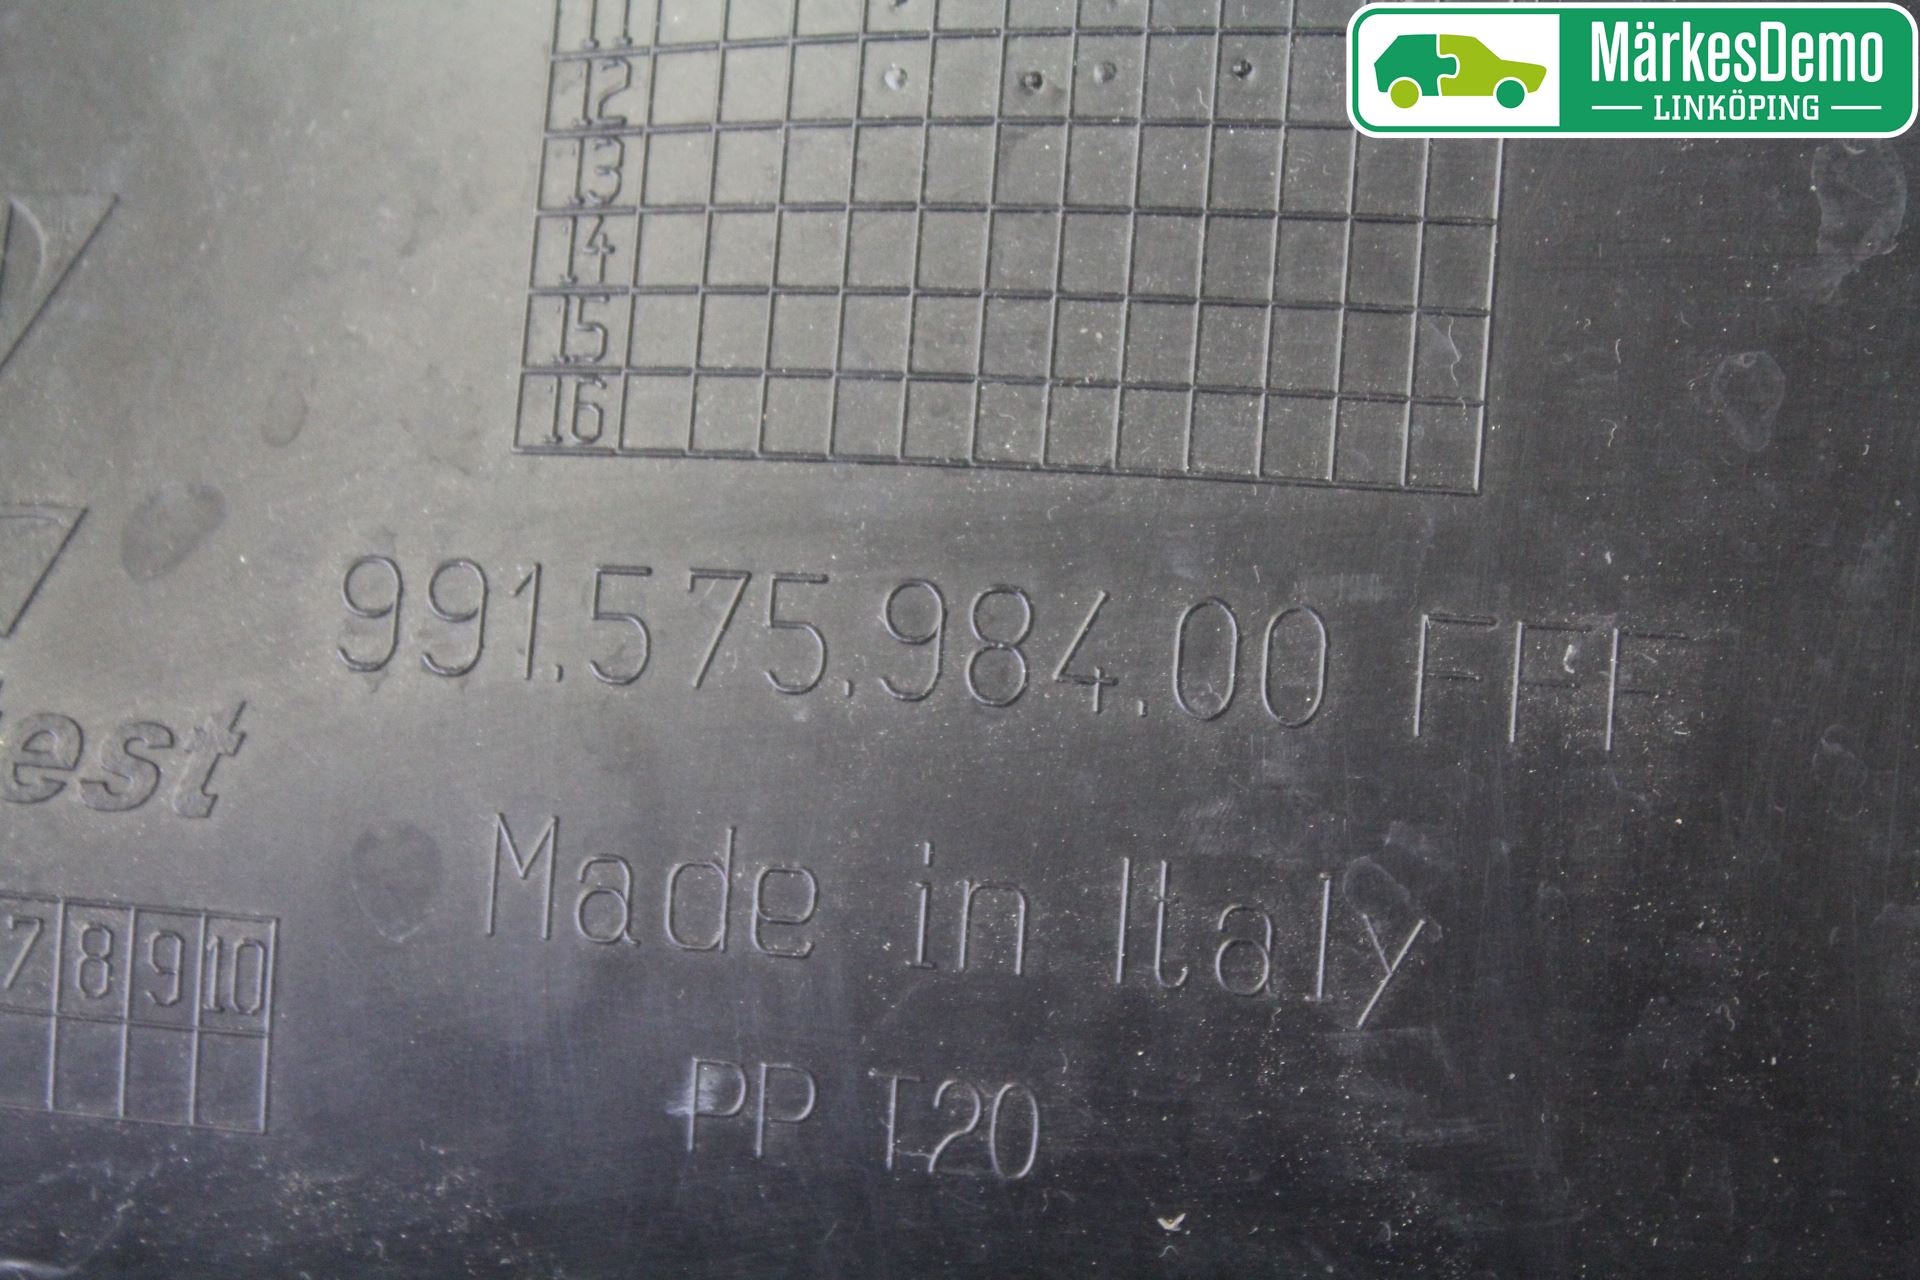 MärkesDemo
LINKÖPING
11
12
13
14
15
16
991.575.984.00 FFF
est
Made in Italy
7 8 9 10
PP T20